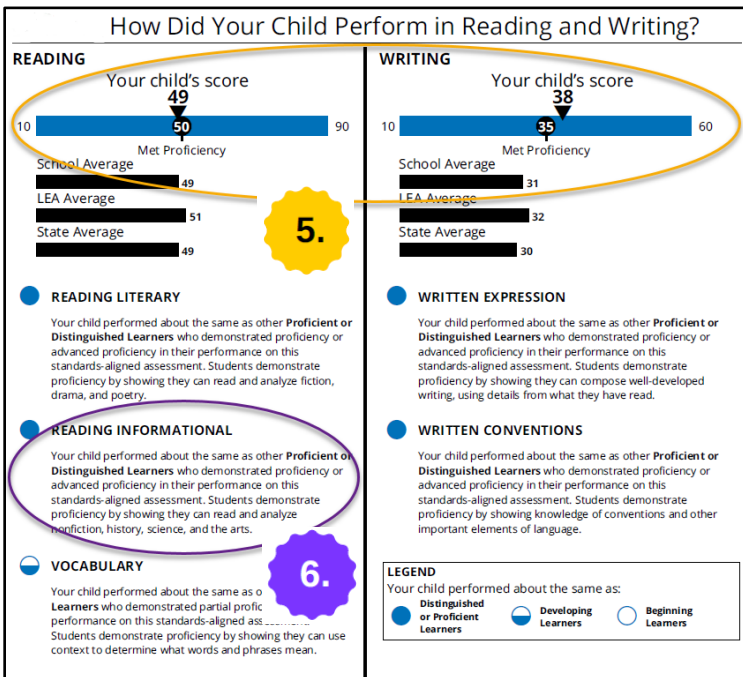 How Did Your Child Perform in Reading and Writing?
READING
Your child's score
49
10
50
90
Met Proficiency
School Average
49
LEA Average
51
State Average
49
5.
READING LITERARY
Your child performed about the same as other Proficient or
Distinguished Learners who demonstrated proficiency or
advanced proficiency in their performance on this
standards-aligned assessment. Students demonstrate
proficiency by showing they can read and analyze fiction,
drama, and poetry.
READING INFORMATIONAL
Your child performed about the same as other Proficient or
Distinguished Learners who demonstrated proficiency or
advanced proficiency in their performance on this
standards-aligned assessment. Students demonstrate
proficiency by showing they can read and analyze
nonfiction, history, science, and the arts.
6.
VOCABULARY
Your child performed about the same as
Learners who demonstrated partial
performance on this standards-aligned
Students demonstrate proficiency by showing they can use
context to determine what words and phrases mean.
WRITING
Your child's score
38
10
35
60
Met Proficiency
School Average
31
LEA Average
32
State Average
30
WRITTEN EXPRESSION
Your child performed about the same as other Proficient or
Distinguished Learners who demonstrated proficiency or
advanced proficiency in their performance on this
standards-aligned assessment. Students demonstrate
proficiency by showing they can compose well-developed
writing, using details from what they have read.
WRITTEN CONVENTIONS
Your child performed about the same as other Proficient or
Distinguished Learners who demonstrated proficiency or
advanced proficiency in their performance on this
standards-aligned assessment. Students demonstrate
proficiency by showing knowledge of conventions and other
important elements of language.
LEGEND
Your child performed about the same as:
Distinguished
or Proficient
Learners
Developing
Learners
Beginning
Learners